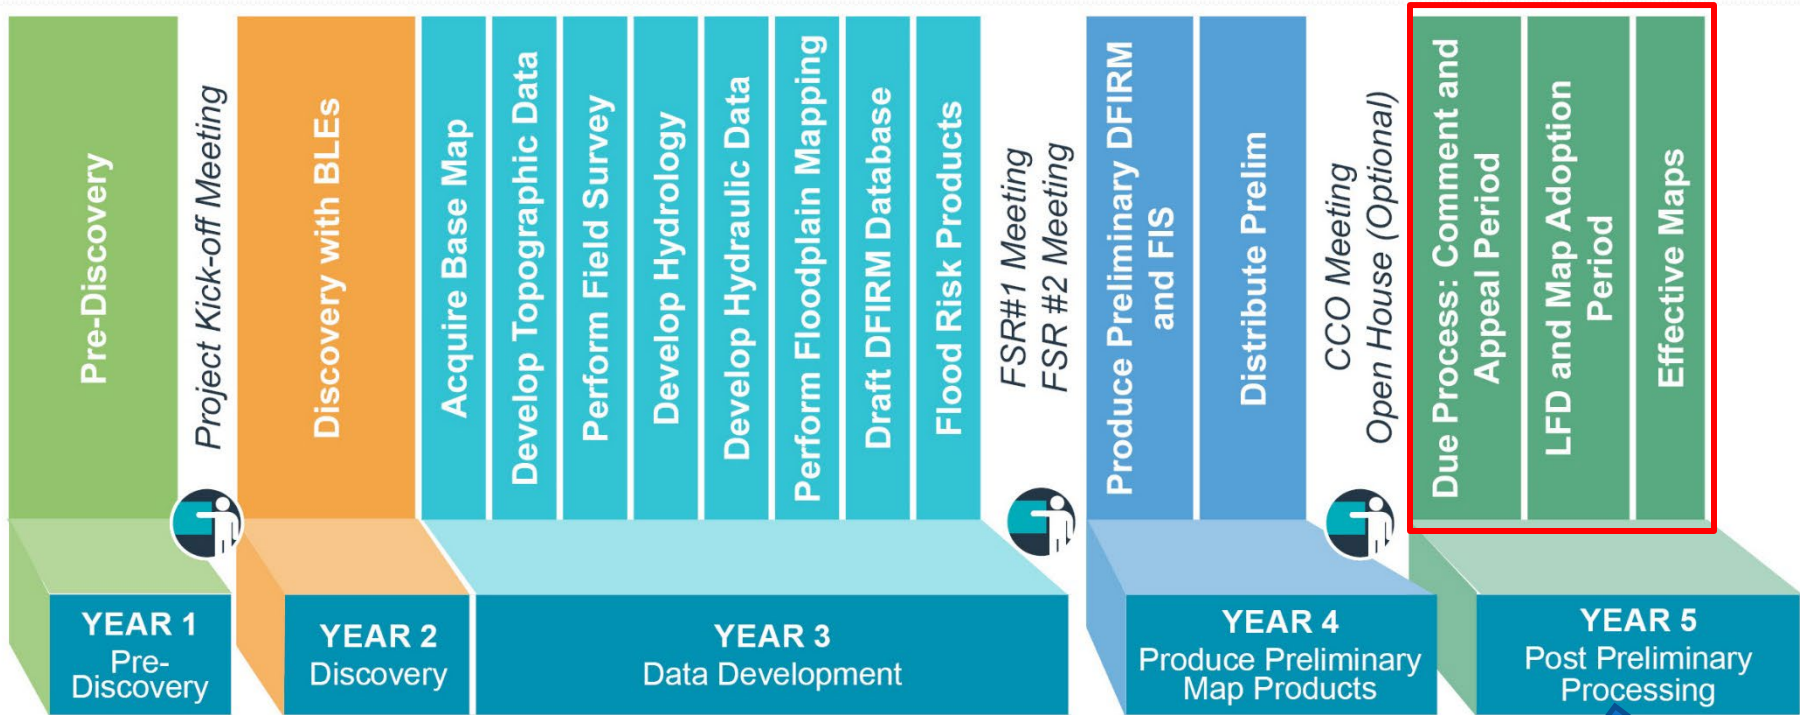 Pre-Discovery
Project Kick-off Meeting
Discovery with BLEs
Acquire Base Map
Develop Topographic Data
Perform Field Survey
Develop Hydrology
Develop Hydraulic Data
Perform Floodplain Mapping
Draft DFIRM Database
Flood Risk Products
FSR#1 Meeting
FSR #2 Meeting
Produce Preliminary DFIRM
and FIS
Distribute Prelim
CCO Meeting
Open House (Optional)
Due Process: Comment and
Appeal Period
LFD and Map Adoption
Period
Effective Maps
YEAR 1
Pre-
Discovery
YEAR 2
Discovery
YEAR 3
Data Development
YEAR 4
Produce Preliminary
Map Products
YEAR 5
Post Preliminary
Processing